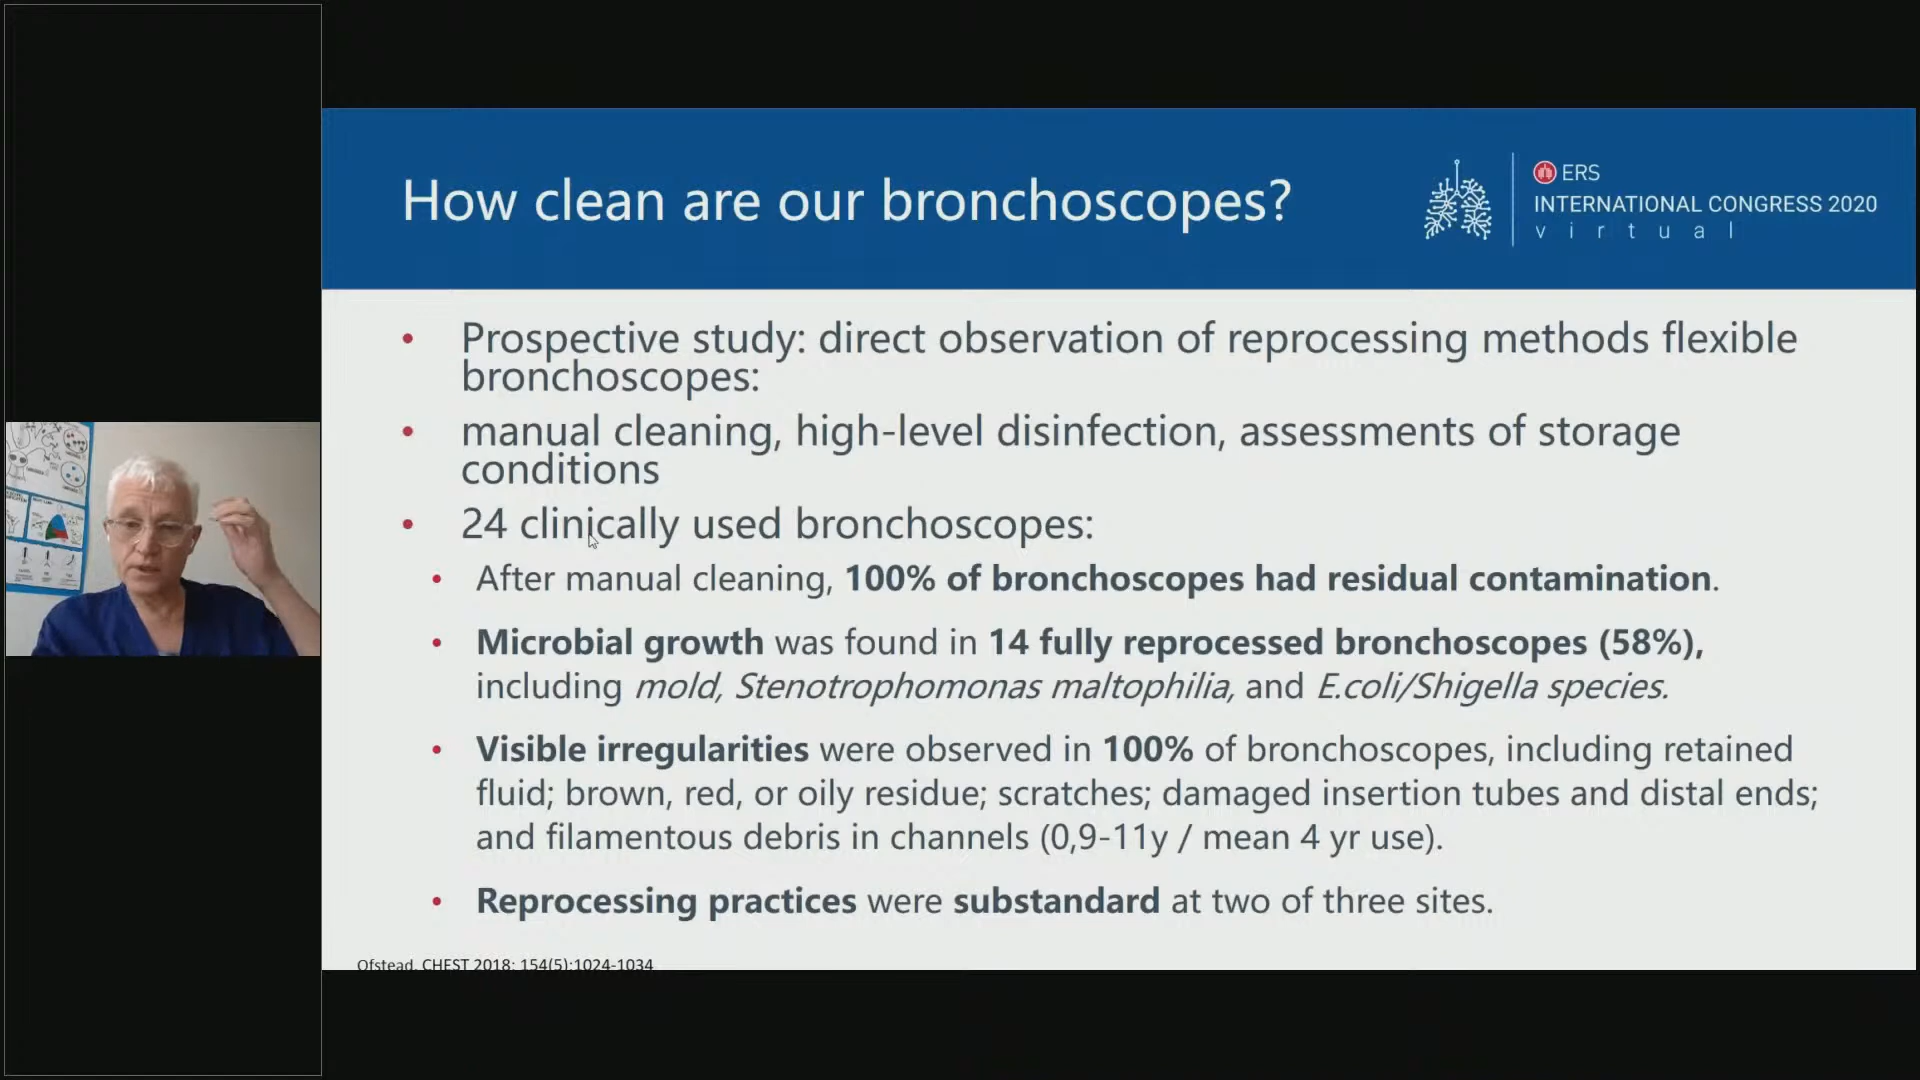 How clean are our bronchoscopes?
ERS
INTERNATIONAL CONGRESS 2020
virtual
• Prospective study: direct observation of reprocessing methods flexible
bronchoscopes:
• manual cleaning, high-level disinfection, assessments of storage
conditions
• 24 clinically used bronchoscopes:
• After manual cleaning, 100% of bronchoscopes had residual contamination.
• Microbial growth was found in 14 fully reprocessed bronchoscopes (58%),
including mold, Stenotrophomonas maltophilia, and E.coli/Shigella species.
• Visible irregularities were observed in 100% of bronchoscopes, including retained
fluid; brown, red, or oily residue; scratches; damaged insertion tubes and distal ends;
and filamentous debris in channels (0,9-11y / mean 4 yr use).
• Reprocessing practices were substandard at two of three sites.
Ofstead, CHEST 2018; 154(5):1024-1034